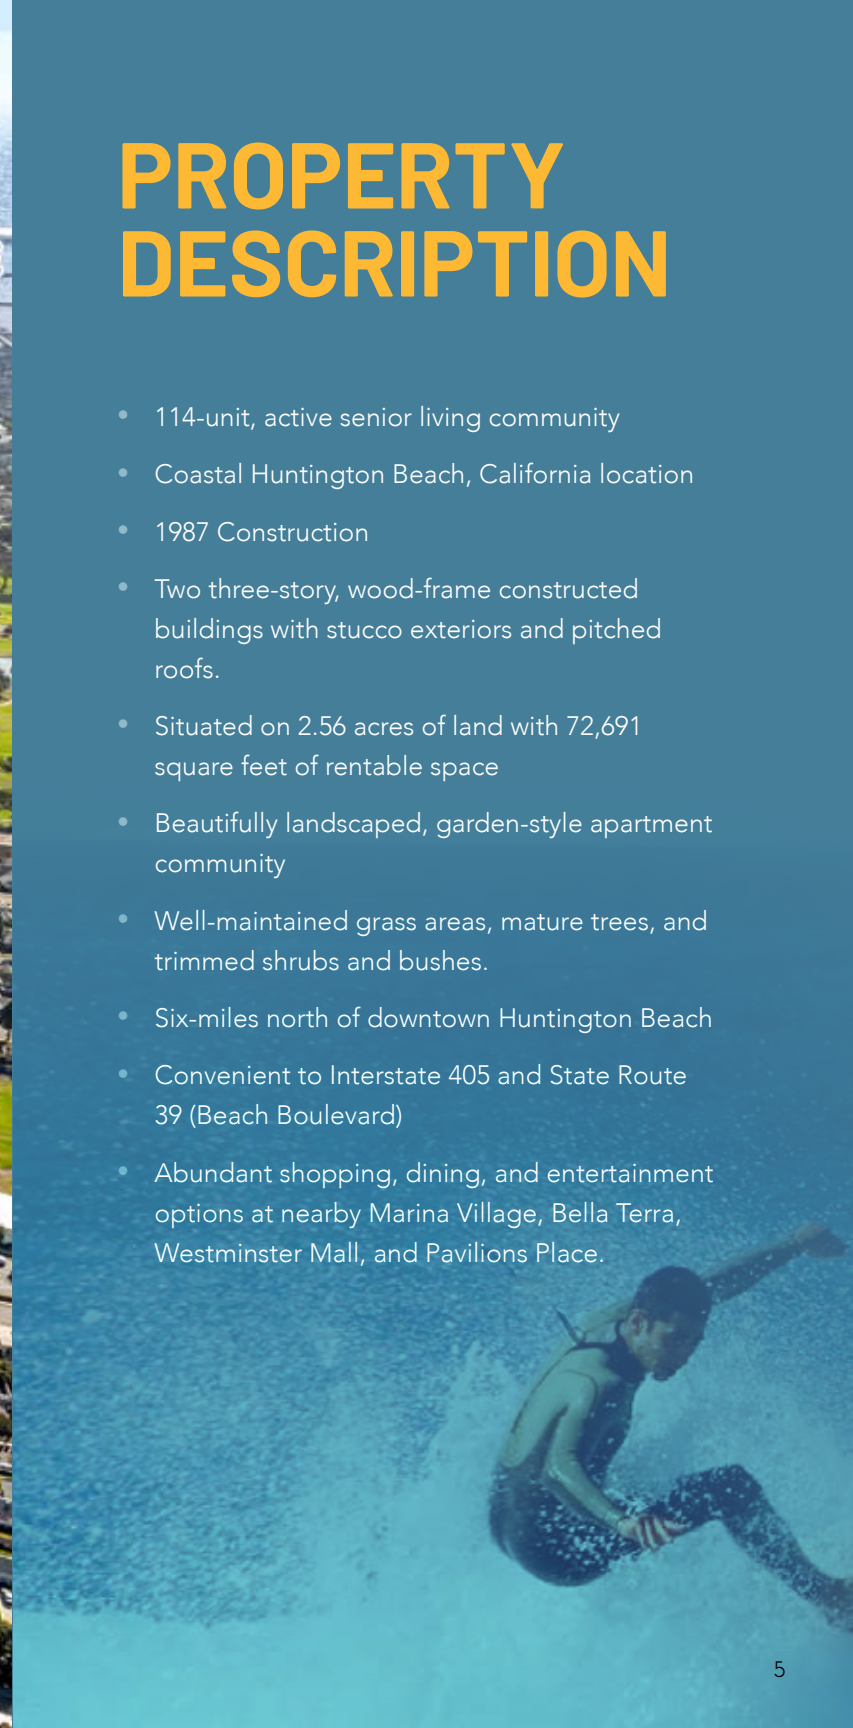 PROPERTY
DESCRIPTION
• 114-unit, active senior living community
• Coastal Huntington Beach, California location
• 1987 Construction
• Two three-story, wood-frame constructed
buildings with stucco exteriors and pitched
roofs.
• Situated on 2.56 acres of land with 72,691
square feet of rentable space
• Beautifully landscaped, garden-style apartment
community
• Well-maintained grass areas, mature trees, and
trimmed shrubs and bushes.
• Six-miles north of downtown Huntington Beach
• Convenient to Interstate 405 and State Route
39 (Beach Boulevard)
• Abundant shopping, dining, and entertainment
options at nearby Marina Village, Bella Terra,
Westminster Mall, and Pavilions Place.
5